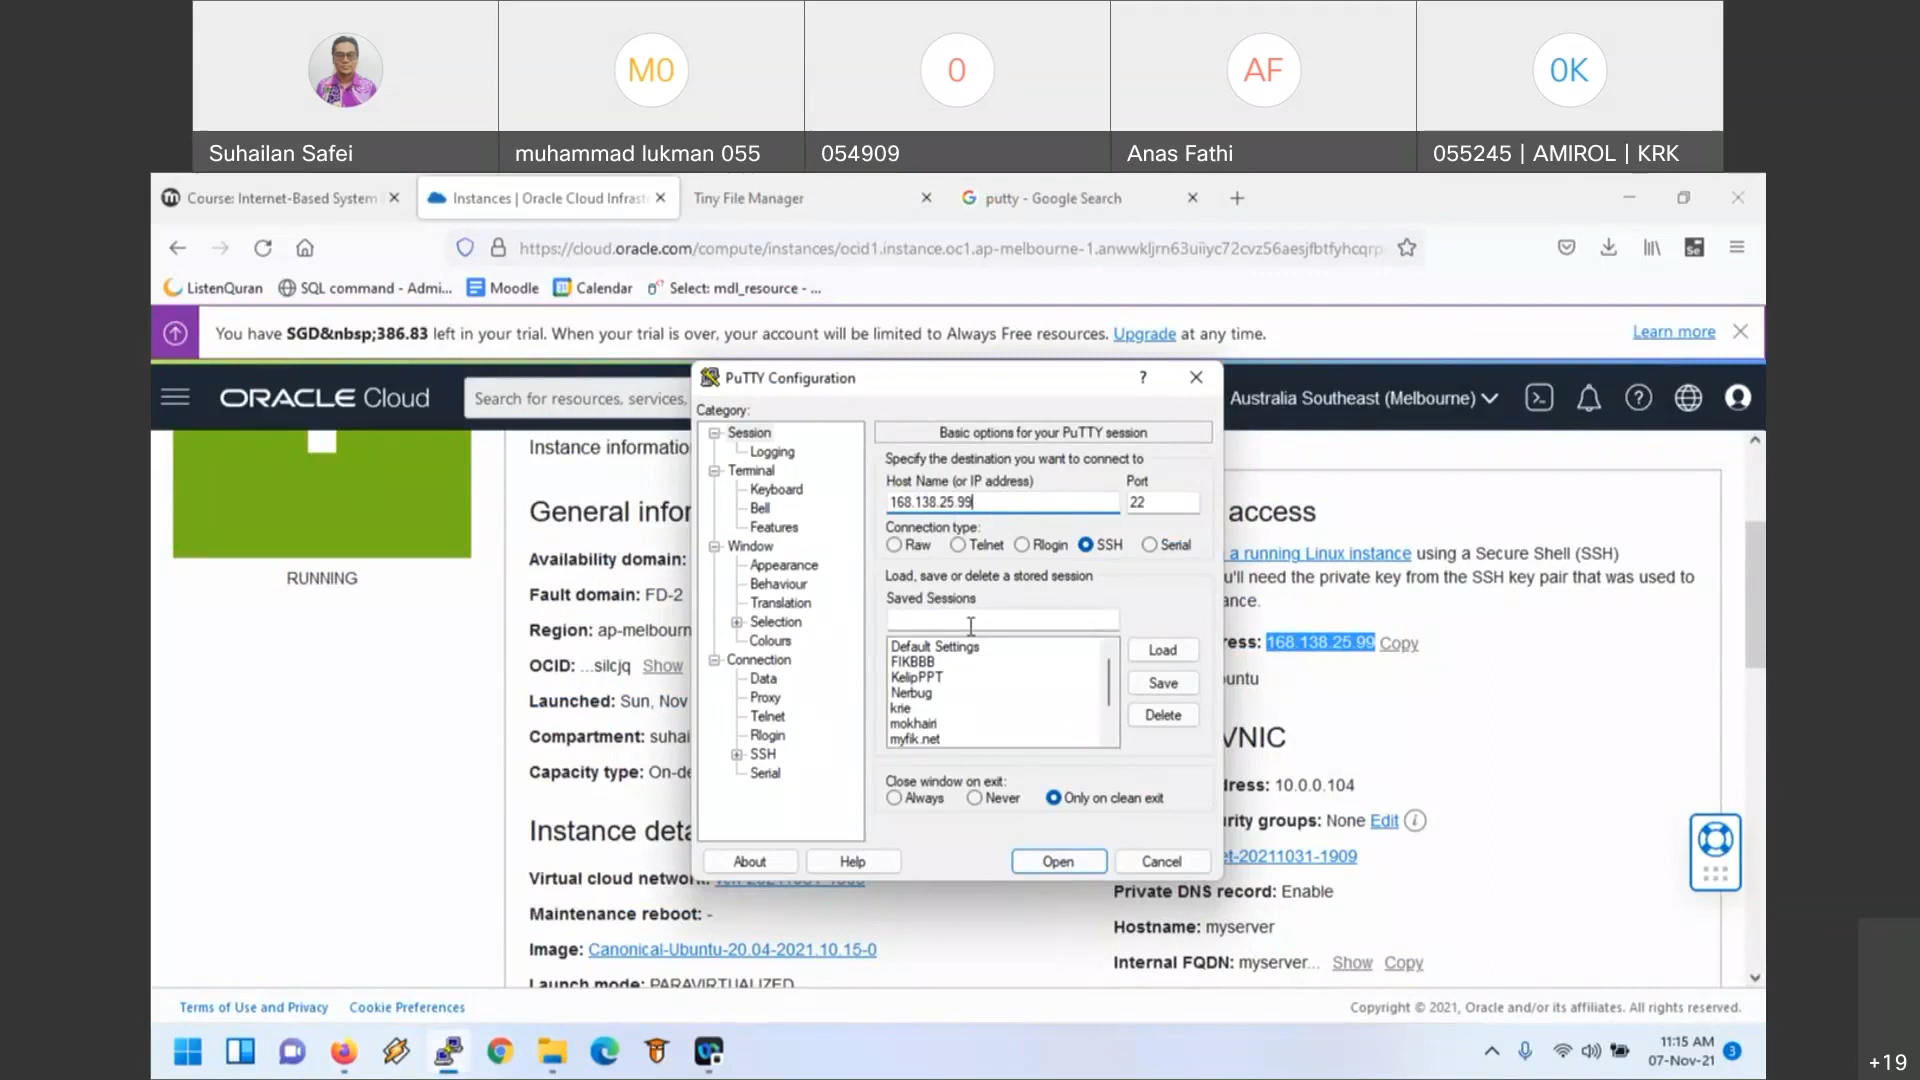 M0
0
AF
0K
Suhailan Safei
muhammad lukman 055
054909
Anas Fathi
055245 | AMIROL | KRK
Course: Internet-Based System
Instances | Oracle Cloud Infrast
Tiny File Manager
putty - Google Search
https://cloud.oracle.com/compute/instances/ocid1.instance.oc1.ap-melbourne-1.anwwkljrn63uiiyc72cvz56aesjfbtfyhcqrp
ListenQuran
SQL command - Admi...
Moodle
Calendar
Select: mdl_resource - ...
You have SGD&nbsp;386.83 left in your trial. When your trial is over, your account will be limited to Always Free resources. Upgrade at any time.
Learn more
ORACLE Cloud
Search for resources, services,
Australia Southeast (Melbourne)
RUNNING
Instance informatio
General infor
Availability domain:
Fault domain: FD-2
Region: ap-melbourn
OCID: ...silcjq Show
Launched: Sun, Nov
Compartment: suhai
Capacity type: On-de
Instance deta
Virtual cloud networ
Maintenance reboot: -
Image: Canonical-Ubuntu-20.04-2021.10.15-0
Launch mode: PARAVIRTUALIZED
PuTTY Configuration
?
Category:
Session
Logging
Terminal
Keyboard
Bell
Features
Window
Appearance
Behaviour
Translation
Selection
Colours
Connection
Data
Proxy
Telnet
Rlogin
SSH
Serial
Basic options for your PuTTY session
Specify the destination you want to connect to
Host Name (or IP address)
Port
168.138.25.99
22
Connection type:
Raw
Telnet
Rlogin
SSH
Serial
Load, save or delete a stored session
Saved Sessions
Default Settings
FIKBBB
KelipPPT
Nerbug
krie
mokhairi
myfik.net
Load
Save
Delete
Close window on exit:
Always
Never
Only on clean exit
About
Help
Open
Cancel
access
a running Linux instance using a Secure Shell (SSH)
u'll need the private key from the SSH key pair that was used to
ance.
ress: 168.138.25.99 Copy
untu
VNIC
dress: 10.0.0.104
rity groups: None Edit
t-20211031-1909
Private DNS record: Enable
Hostname: myserver
Internal FQDN: myserver... Show Copy
Terms of Use and Privacy
Cookie Preferences
Copyright © 2021, Oracle and/or its affiliates. All rights reserved.
11:15 AM
07-Nov-21
3
+19